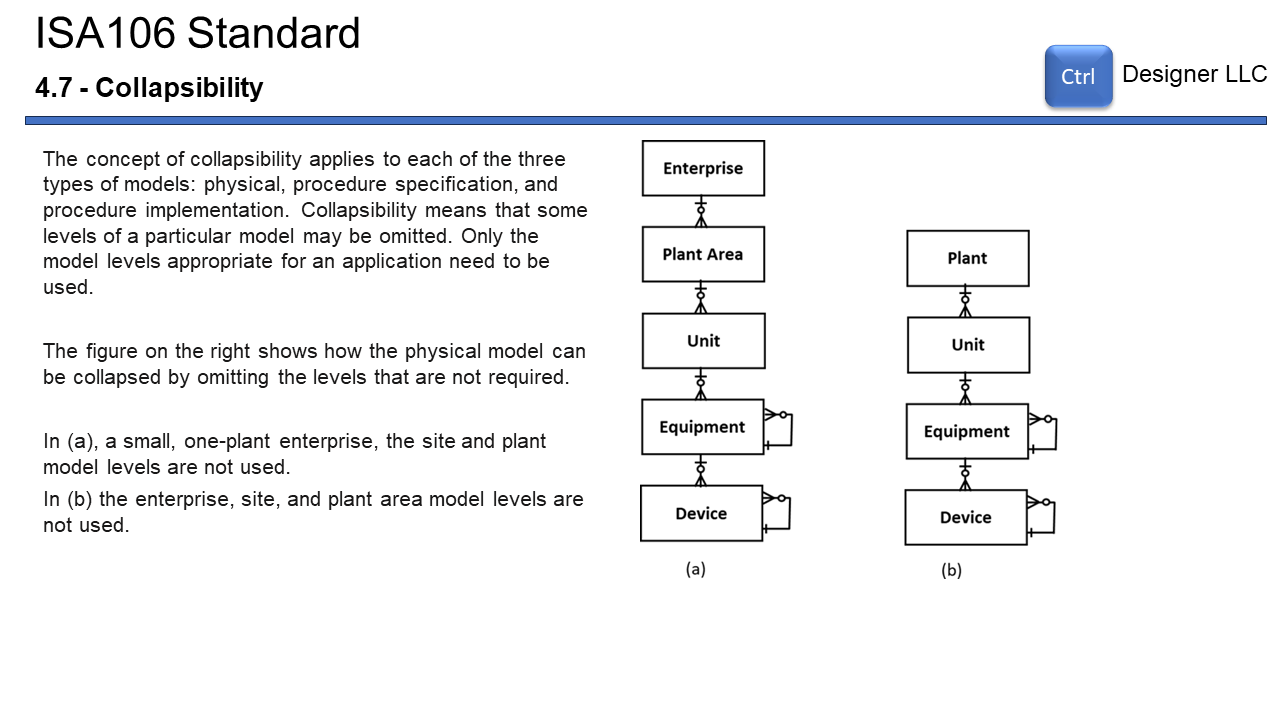 ISA106 Standard
4.7 - Collapsibility
Ctrl
Designer LLC
The concept of collapsibility applies to each of the three
types of models: physical, procedure specification, and
procedure implementation. Collapsibility means that some
levels of a particular model may be omitted. Only the
model levels appropriate for an application need to be
used.
The figure on the right shows how the physical model can
be collapsed by omitting the levels that are not required.
In (a), a small, one-plant enterprise, the site and plant
model levels are not used.
In (b) the enterprise, site, and plant area model levels are
not used.
Enterprise
Plant Area
Unit
Equipment
Device
(a)
Plant
Unit
Equipment
Device
(b)